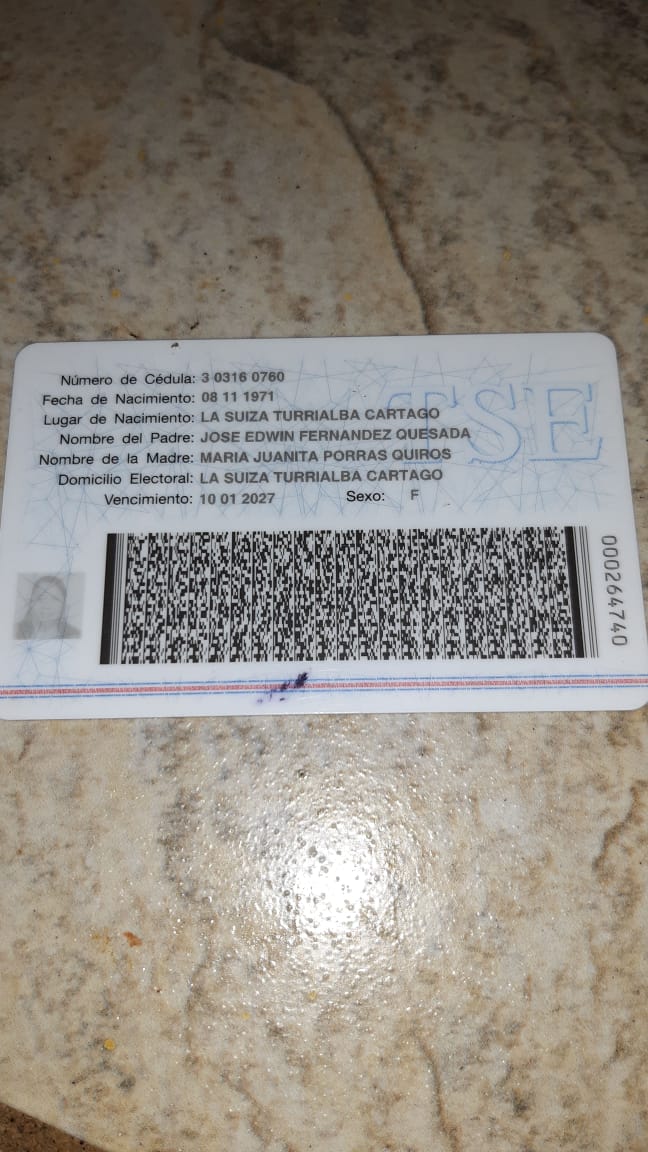 TSE
Número de Cédula: 3 0316 0760
Fecha de Nacimiento: 08 11 1971
Lugar de Nacimiento: LA SUIZA TURRIALBA CARTAGO
Nombre del Padre: JOSE EDWIN FERNANDEZ QUESADA
Nombre de la Madre: MARIA JUANITA PORRAS QUIROS
Domicilio Electoral: LA SUIZA TURRIALBA CARTAGO
Vencimiento: 10 01 2027 Sexo: F
000264740